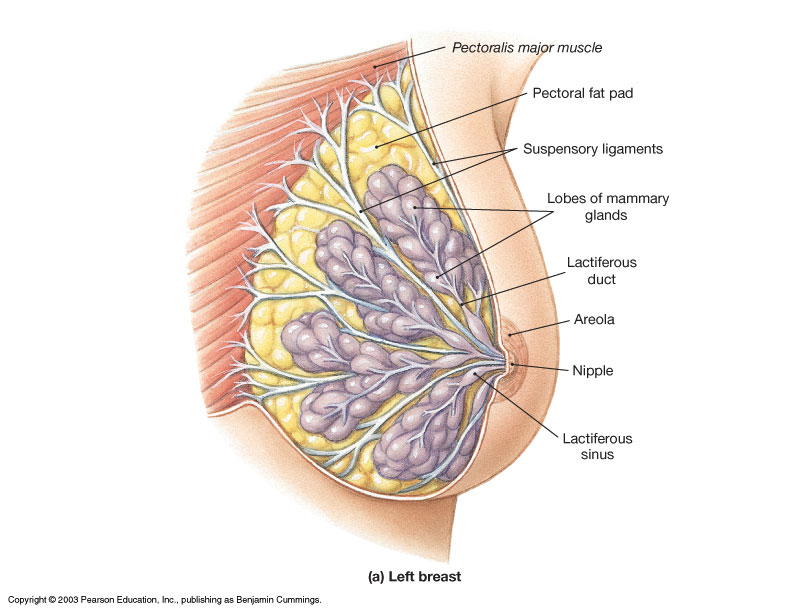 Pectoralis major muscle
Pectoral fat pad
Suspensory ligaments
Lobes of mammary
glands
Lactiferous
duct
Areola
Nipple
Lactiferous
sinus
(a) Left breast
Copyright © 2003 Pearson Education, Inc., publishing as Benjamin Cummings.